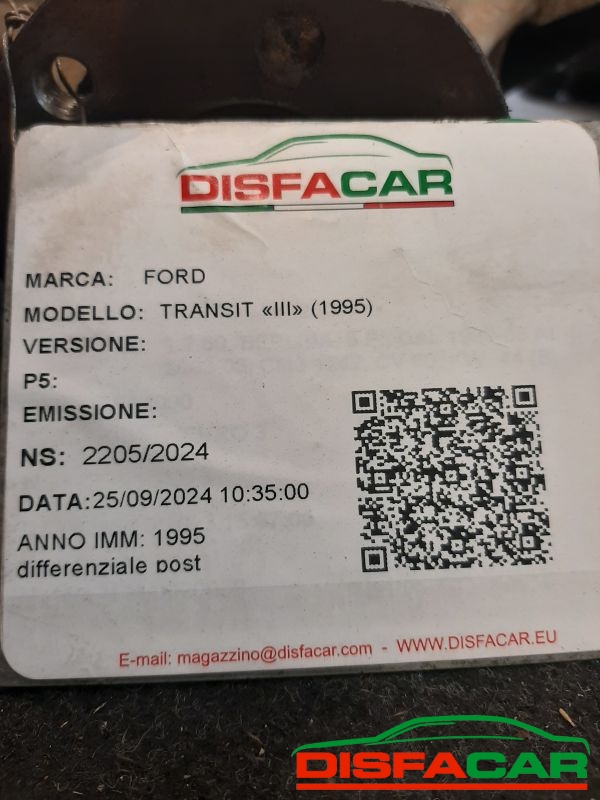 DISFACAR
MARCA: FORD
MODELLO: TRANSIT «III» (1995)
VERSIONE:
P5:
EMISSIONE:
NS: 2205/2024
DATA:25/09/2024 10:35:00
ANNO IMM: 1995
differenziale post
E-mail: magazzino@disfacar.com - WWW.DISFACAR.EU
DISFACAR